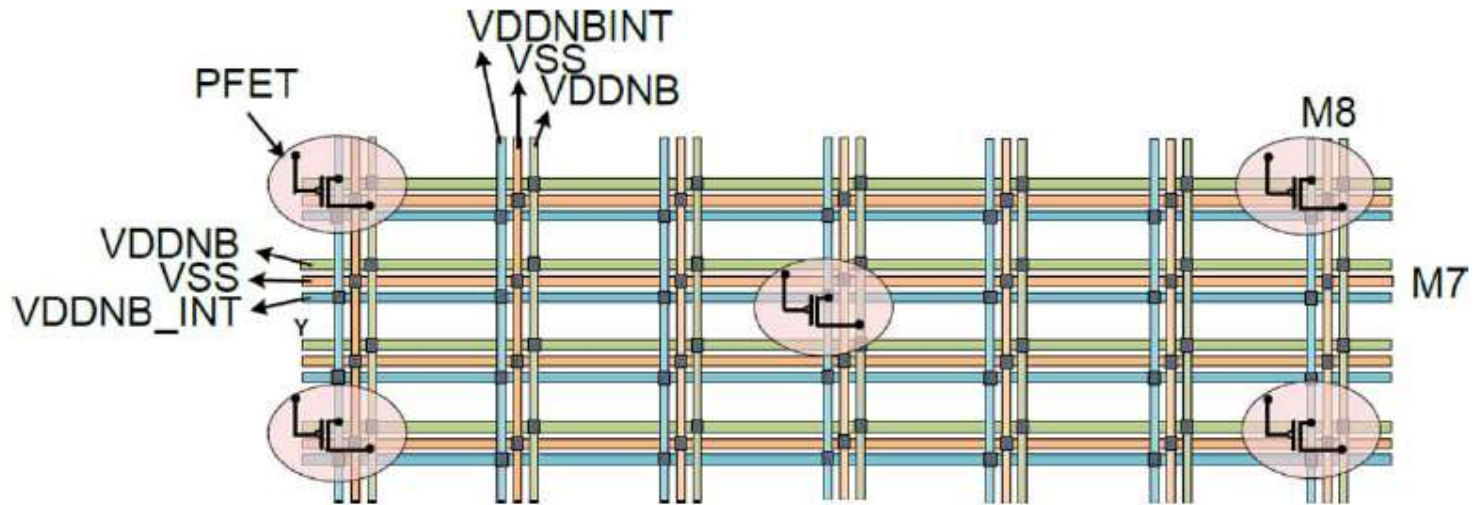 VDDNBINT
VSS
VDDNB
PFET
M8
VDDNB
VSS
VDDNB_INT
M7
Y